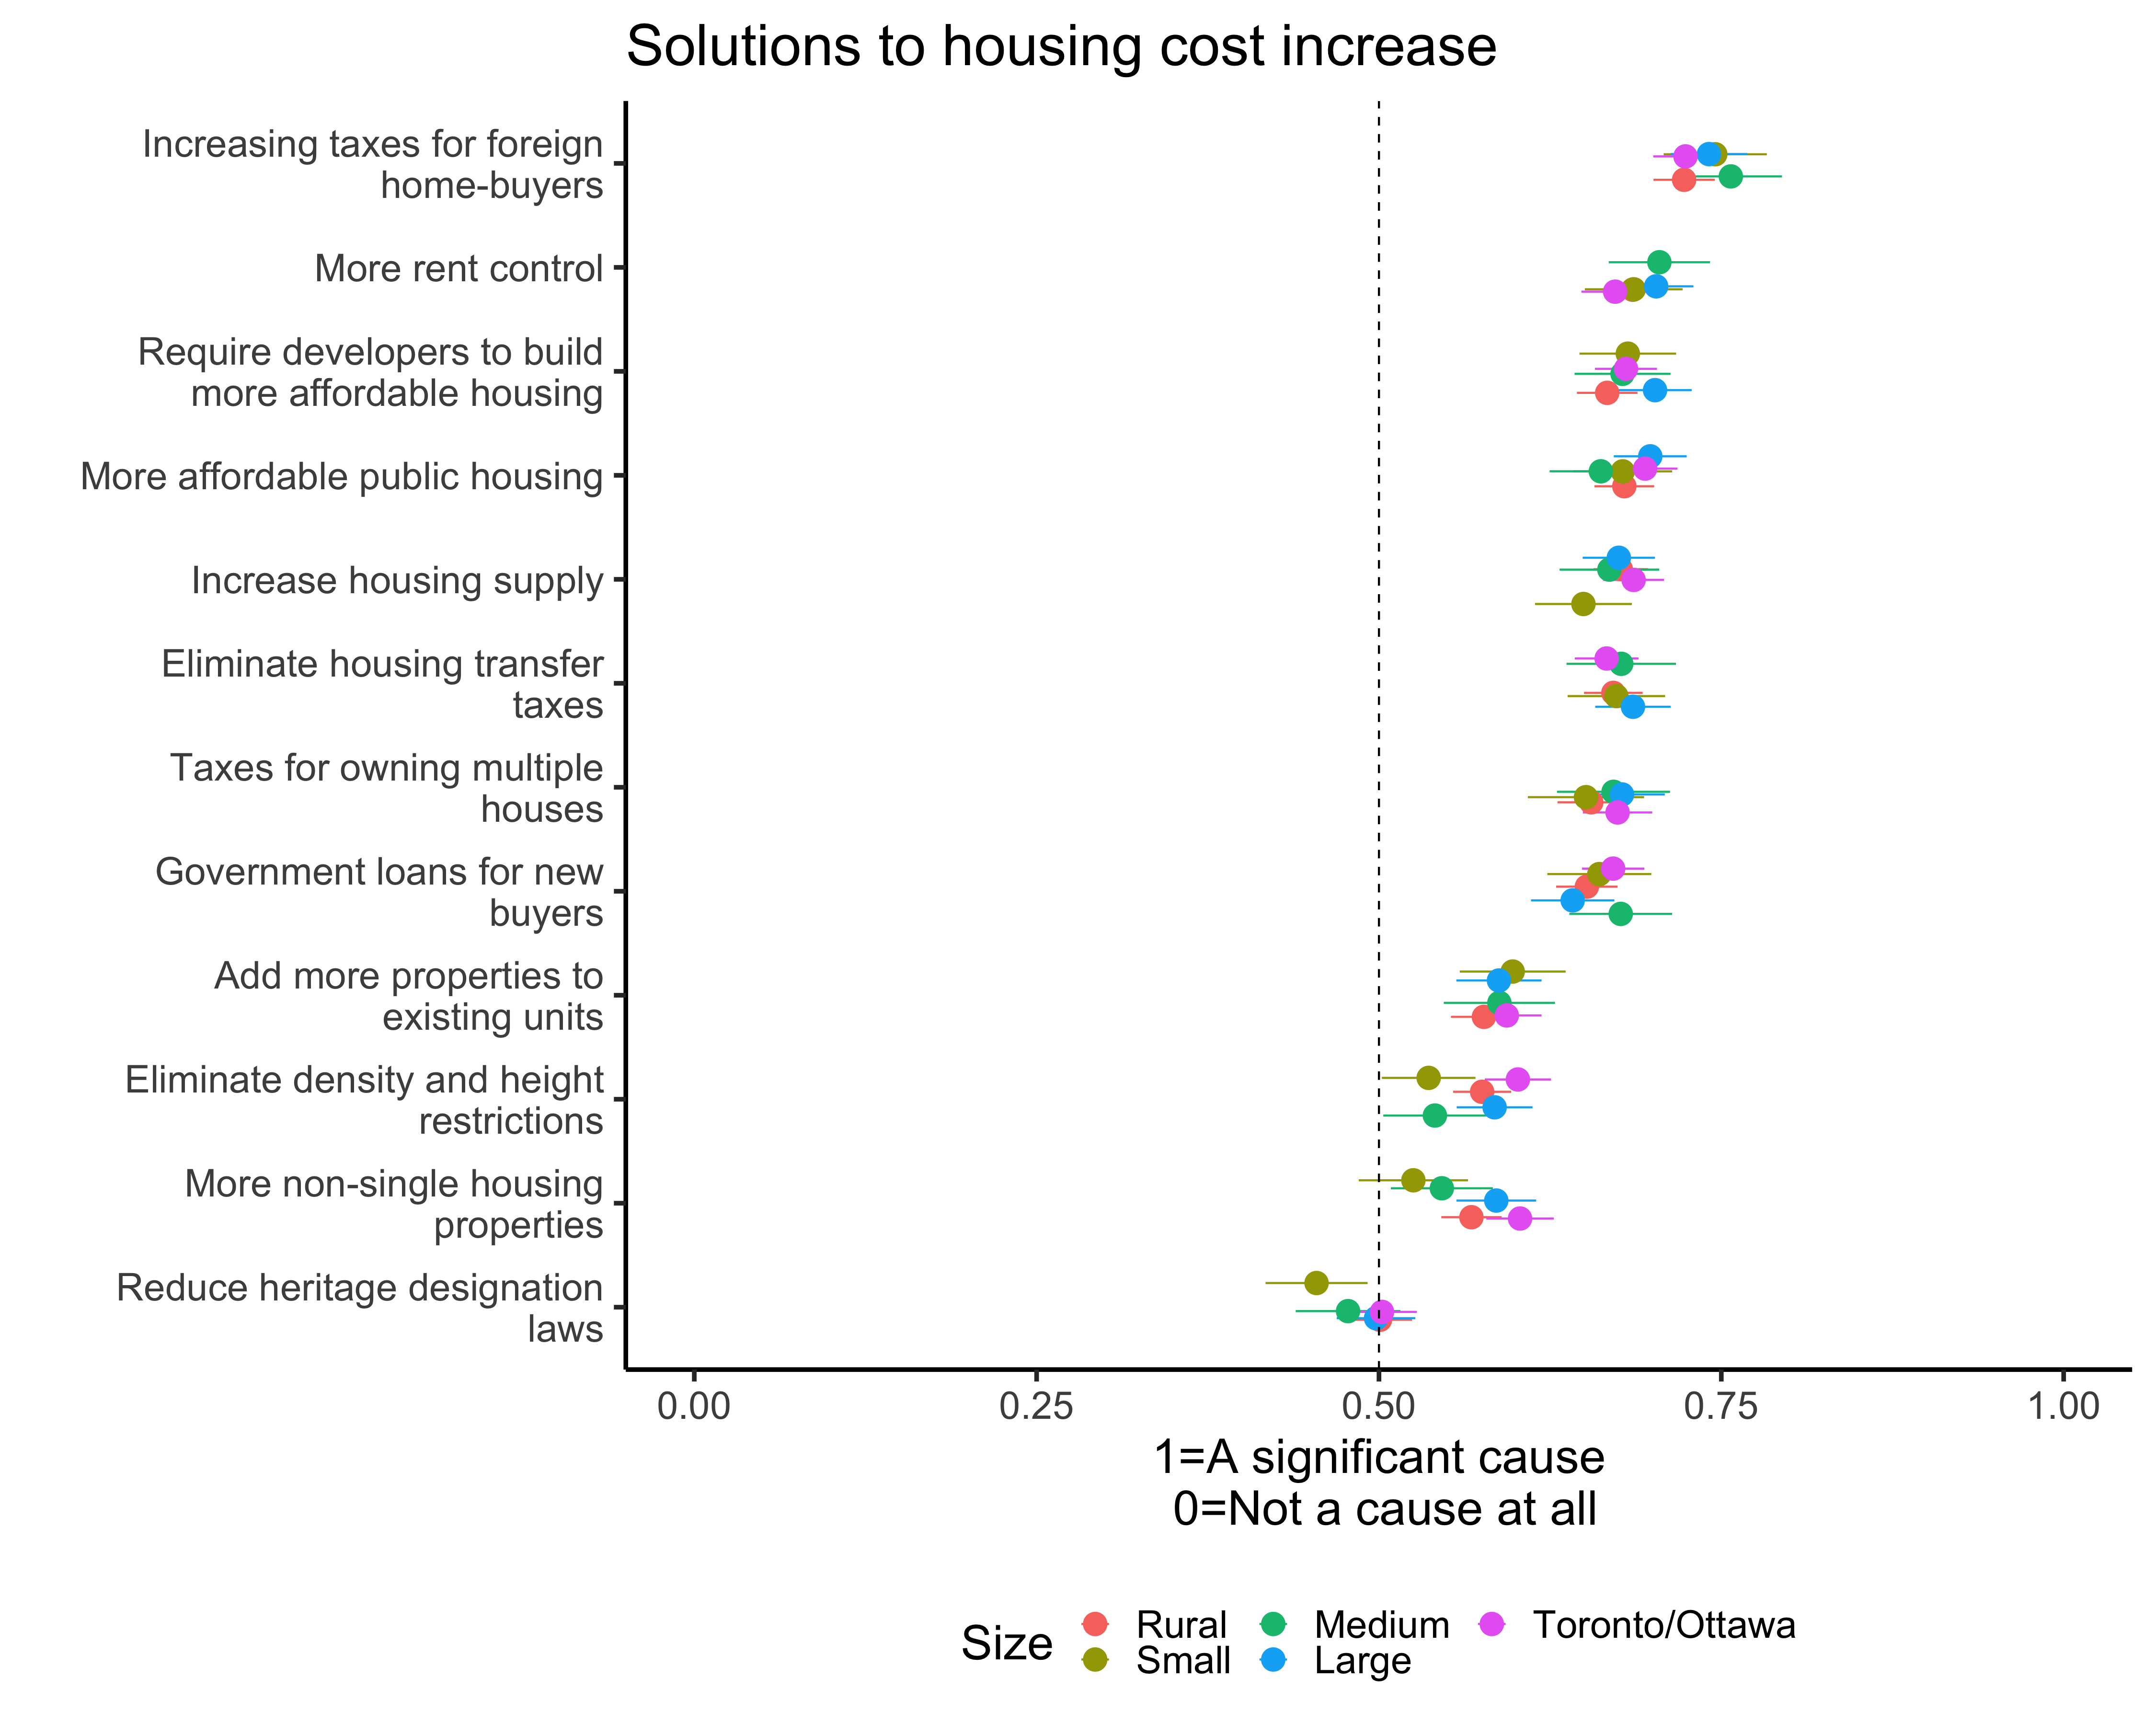 Solutions to housing cost increase
Increasing taxes for foreign
home-buyers
More rent control
Require developers to build
more affordable housing
More affordable public housing
Increase housing supply
Eliminate housing transfer
taxes
Taxes for owning multiple
houses
Government loans for new
buyers
Add more properties to
existing units
Eliminate density and height
restrictions
More non-single housing
properties
Reduce heritage designation
laws
0.00 0.25 0.50 0.75 1.00
1=A significant cause
0=Not a cause at all
Size
Rural Medium Toronto/Ottawa
Small Large